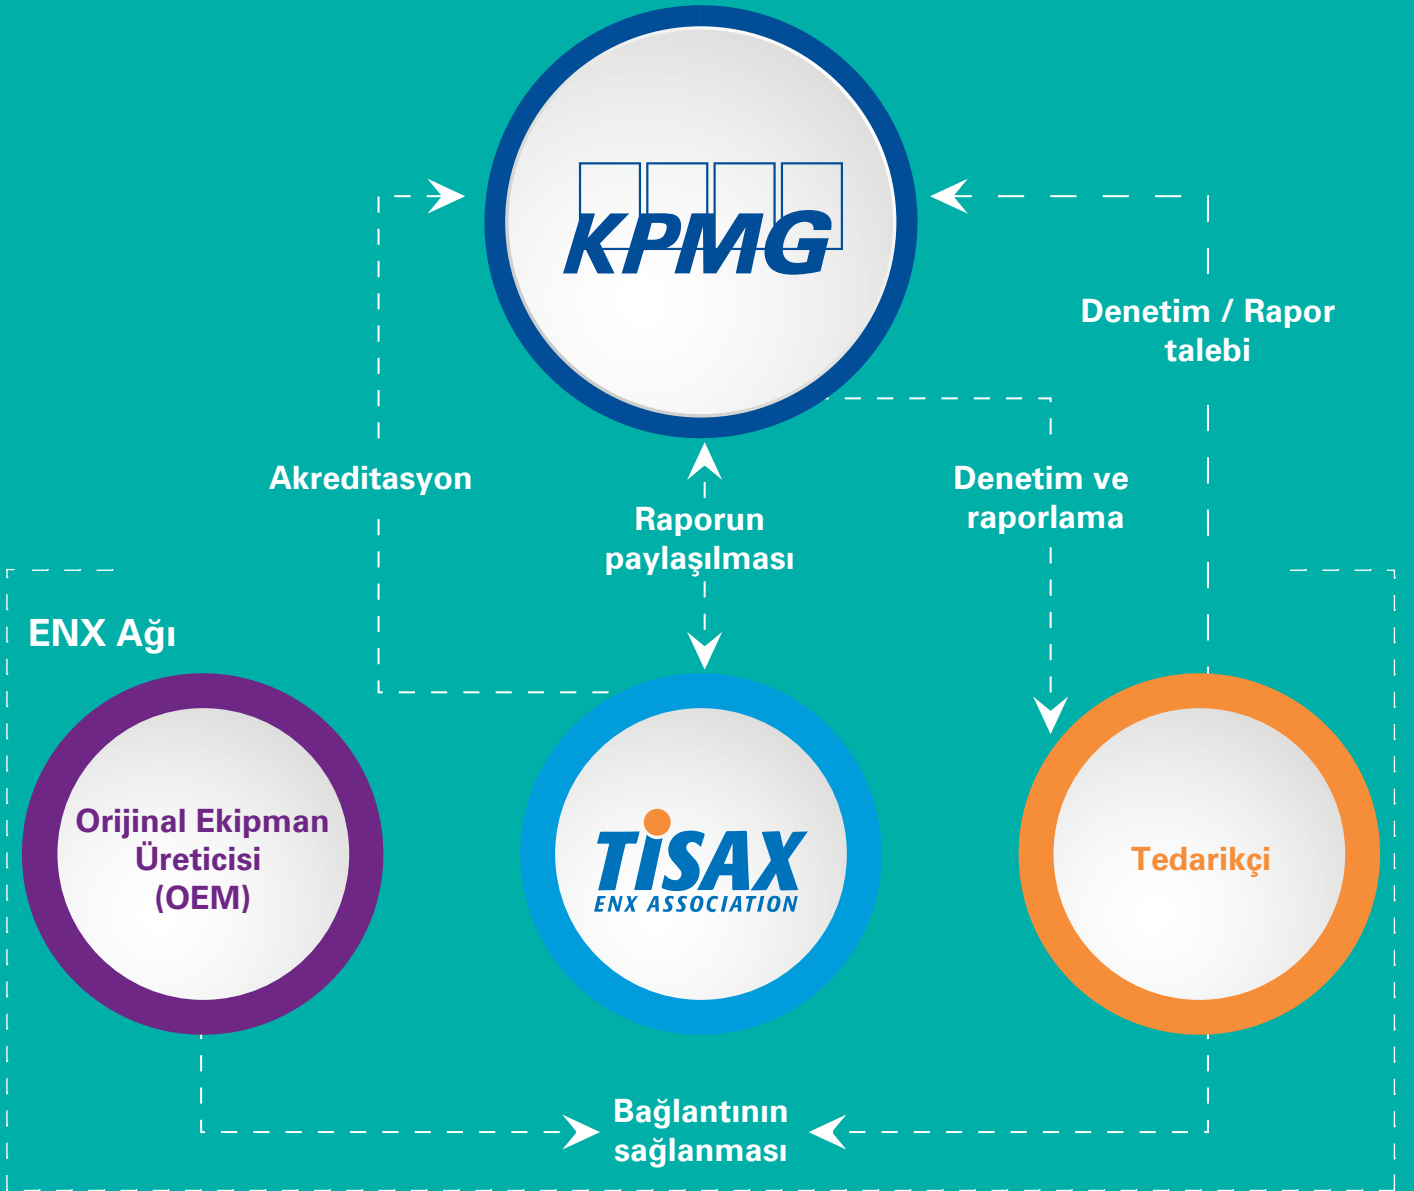 KPMG
Denetim / Rapor
talebi
Akreditasyon
Raporun
paylaşılması
Denetim ve
raporlama
ENX Ağı
Orijinal Ekipman
Üreticisi
(OEM)
TiSAX
ENX ASSOCIATION
Tedarikçi
Bağlantının
sağlanması